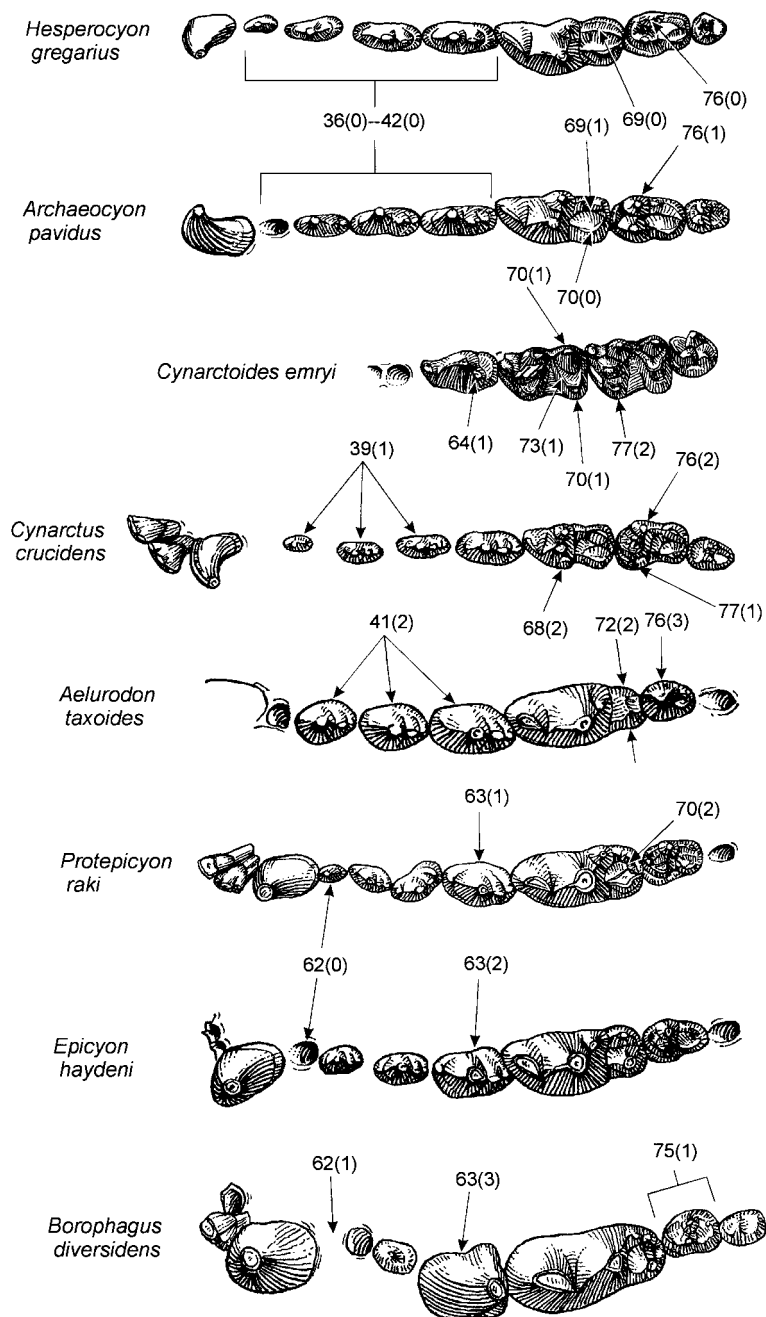 Hesperocyon
gregarius
76(0)
36(0)--42(0)
69(0)
69(1)
76(1)
Archaeocyon
pavidus
70(0)
70(1)
Cynarctoides emryi
64(1)
73(1)
77(2)
70(1)
39(1)
76(2)
Cynarctus
crucidens
68(2)
77(1)
41(2)
72(2)
76(3)
Aelurodon
taxoides
63(1)
70(2)
Protepicyon
raki
62(0)
63(2)
Epicyon
haydeni
62(1)
63(3)
75(1)
Borophagus
diversidens